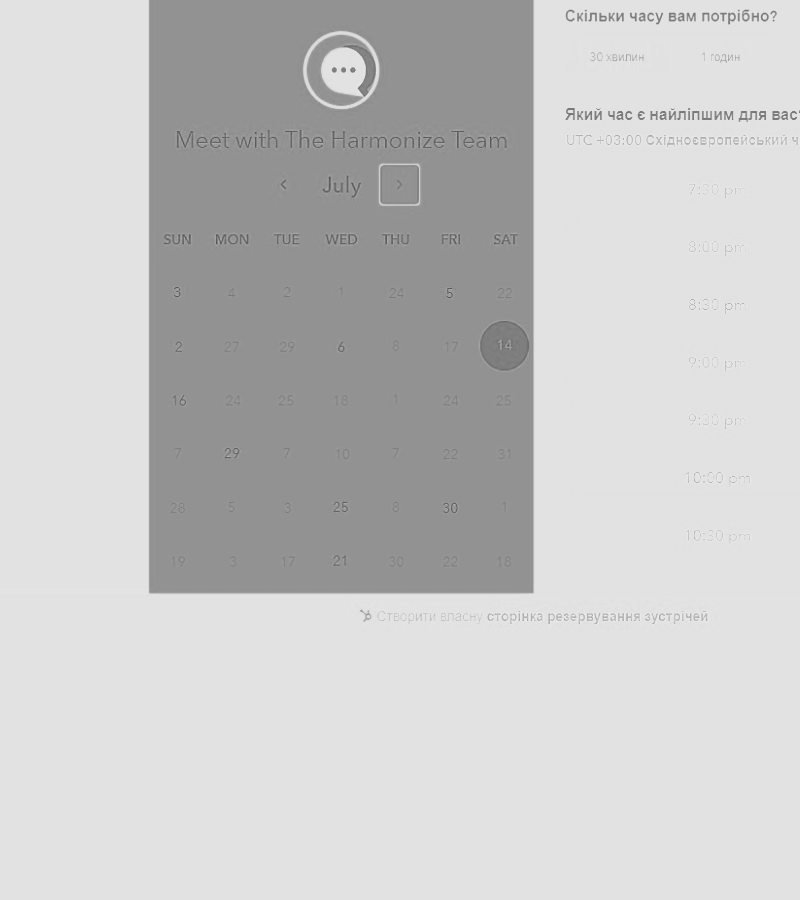 Meet with The Harmonize Team
July
SUN MON TUE WED THU FRI SAT
3 4 2 1 24 5 22
2 27 29 6 8 17 14
16 24 25 18 1 24 25
7 29 7 10 7 22 31
28 5 3 25 8 30 1
19 3 17 21 30 22 18
Скільки часу вам потрібно?
30 хвилин 1 годин
Який час є найліпшим для вас
UTC +03:00 Східноєвропейський ч
7:30 pm
8:00 pm
8:30 pm
9:00 pm
9:30 pm
10:00 pm
10:30 pm
Створити власну сторінка резервування зустрічей